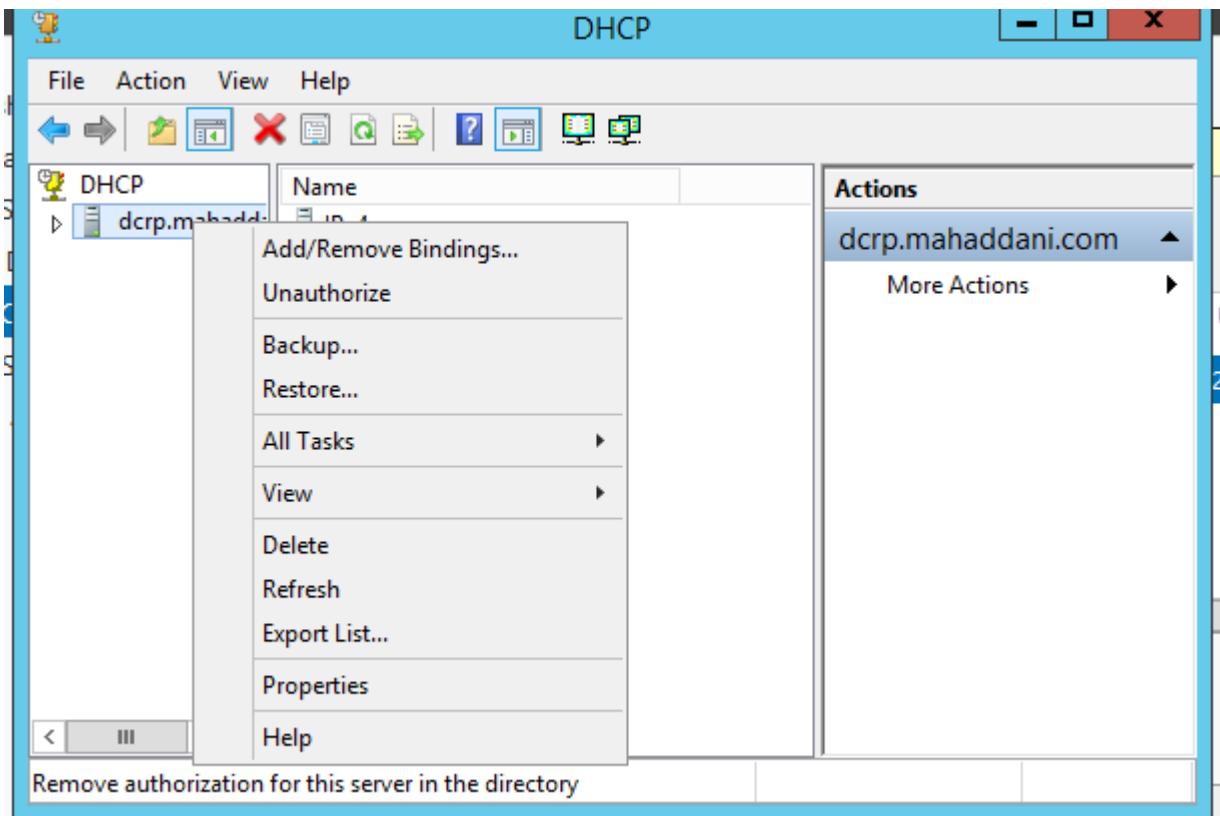 DHCP
File Action View Help
DHCP
dcrp.mahadd
Name
Actions
dcrp.mahaddani.com
More Actions
Add/Remove Bindings...
Unauthorize
Backup...
Restore...
All Tasks
View
Delete
Refresh
Export List...
Properties
Help
Remove authorization for this server in the directory